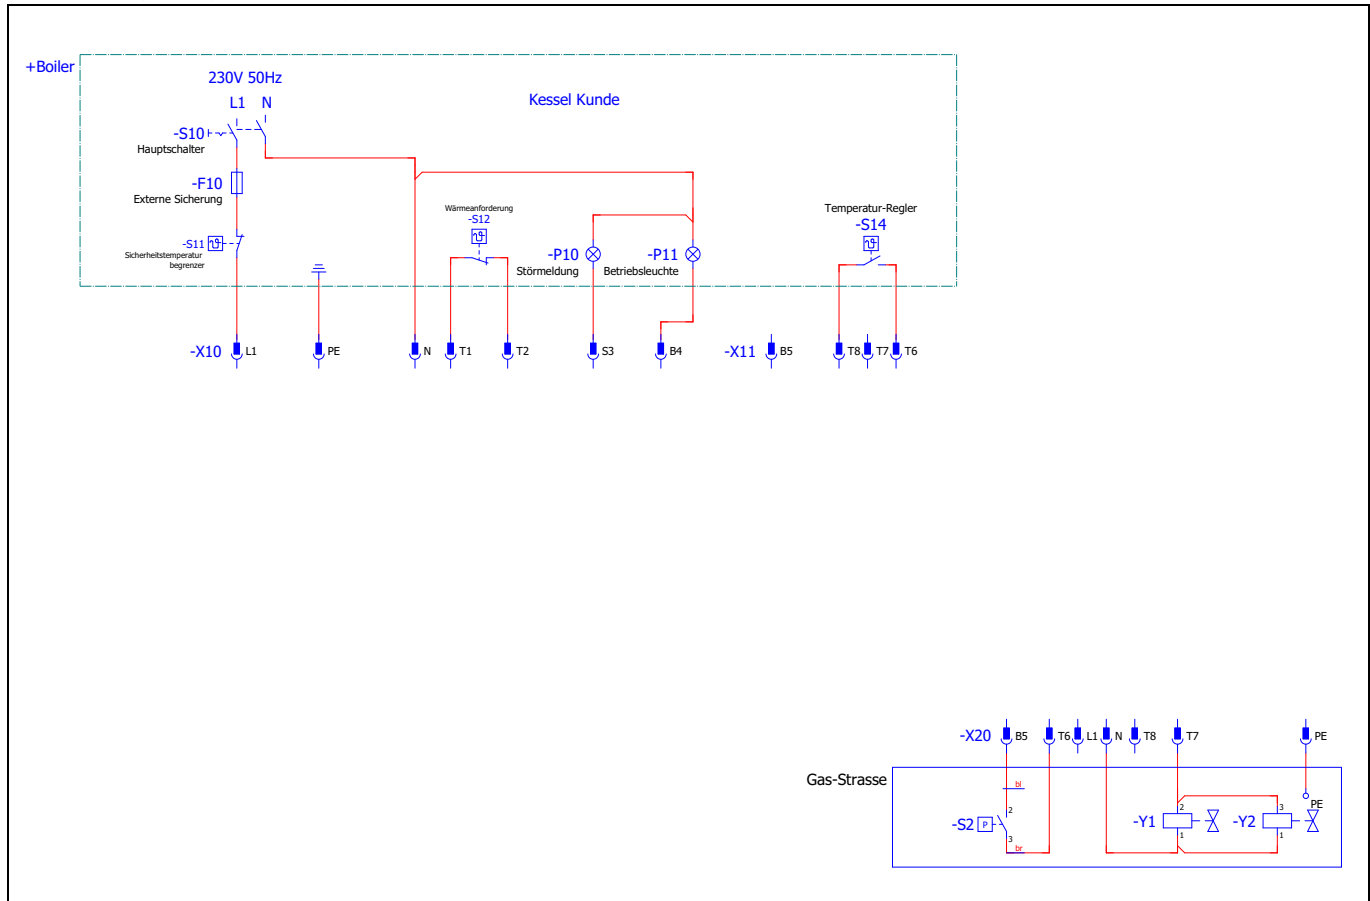 +Boiler
230V 50Hz
L1 N
Kessel Kunde
-S10
Hauptschalter
-F10
Externe Sicherung
-S11
Sicherheitstemperatur
begrenzer
Wärmeanforderung
-S12
-P10
Störmeldung
-P11
Betriebsleuchte
Temperatur-Regler
-S14
-X10 L1 PE N T1 T2 S3 B4 -X11 B5 T8 T7 T6
-X20 B5 T6 L1 N T8 T7 PE
Gas-Strasse
bl
PE
2 2 3
-S2 P -Y1 -Y2
3 1 1
br